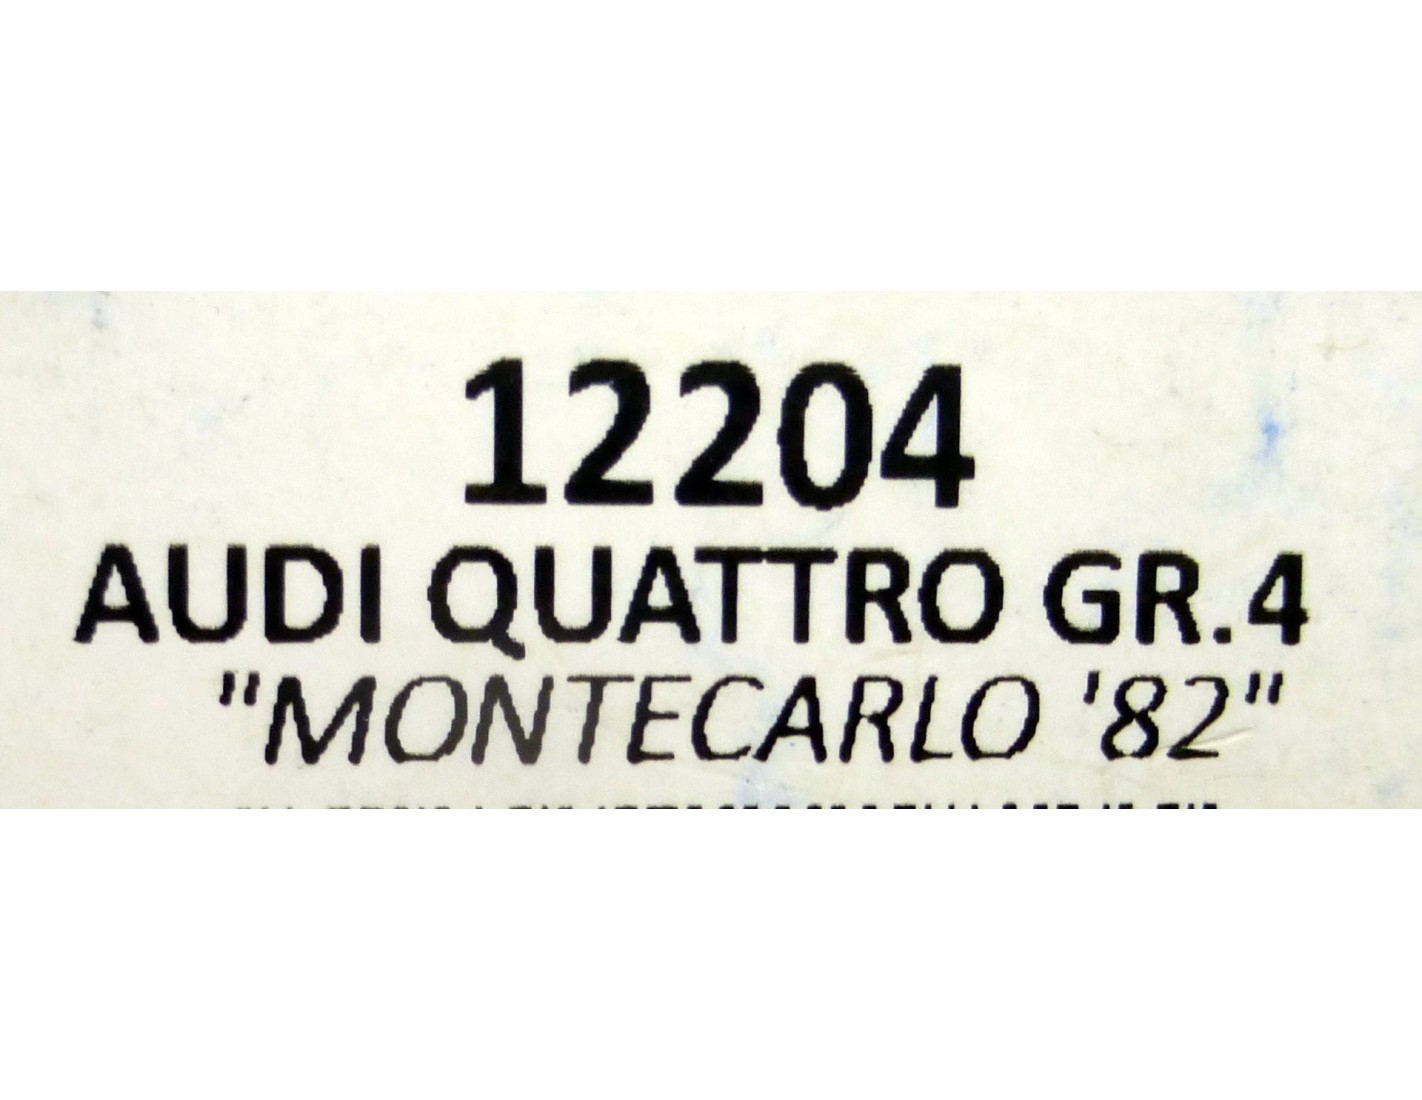 12204
AUDI QUATTRO GR.4
"MONTECARLO '82"